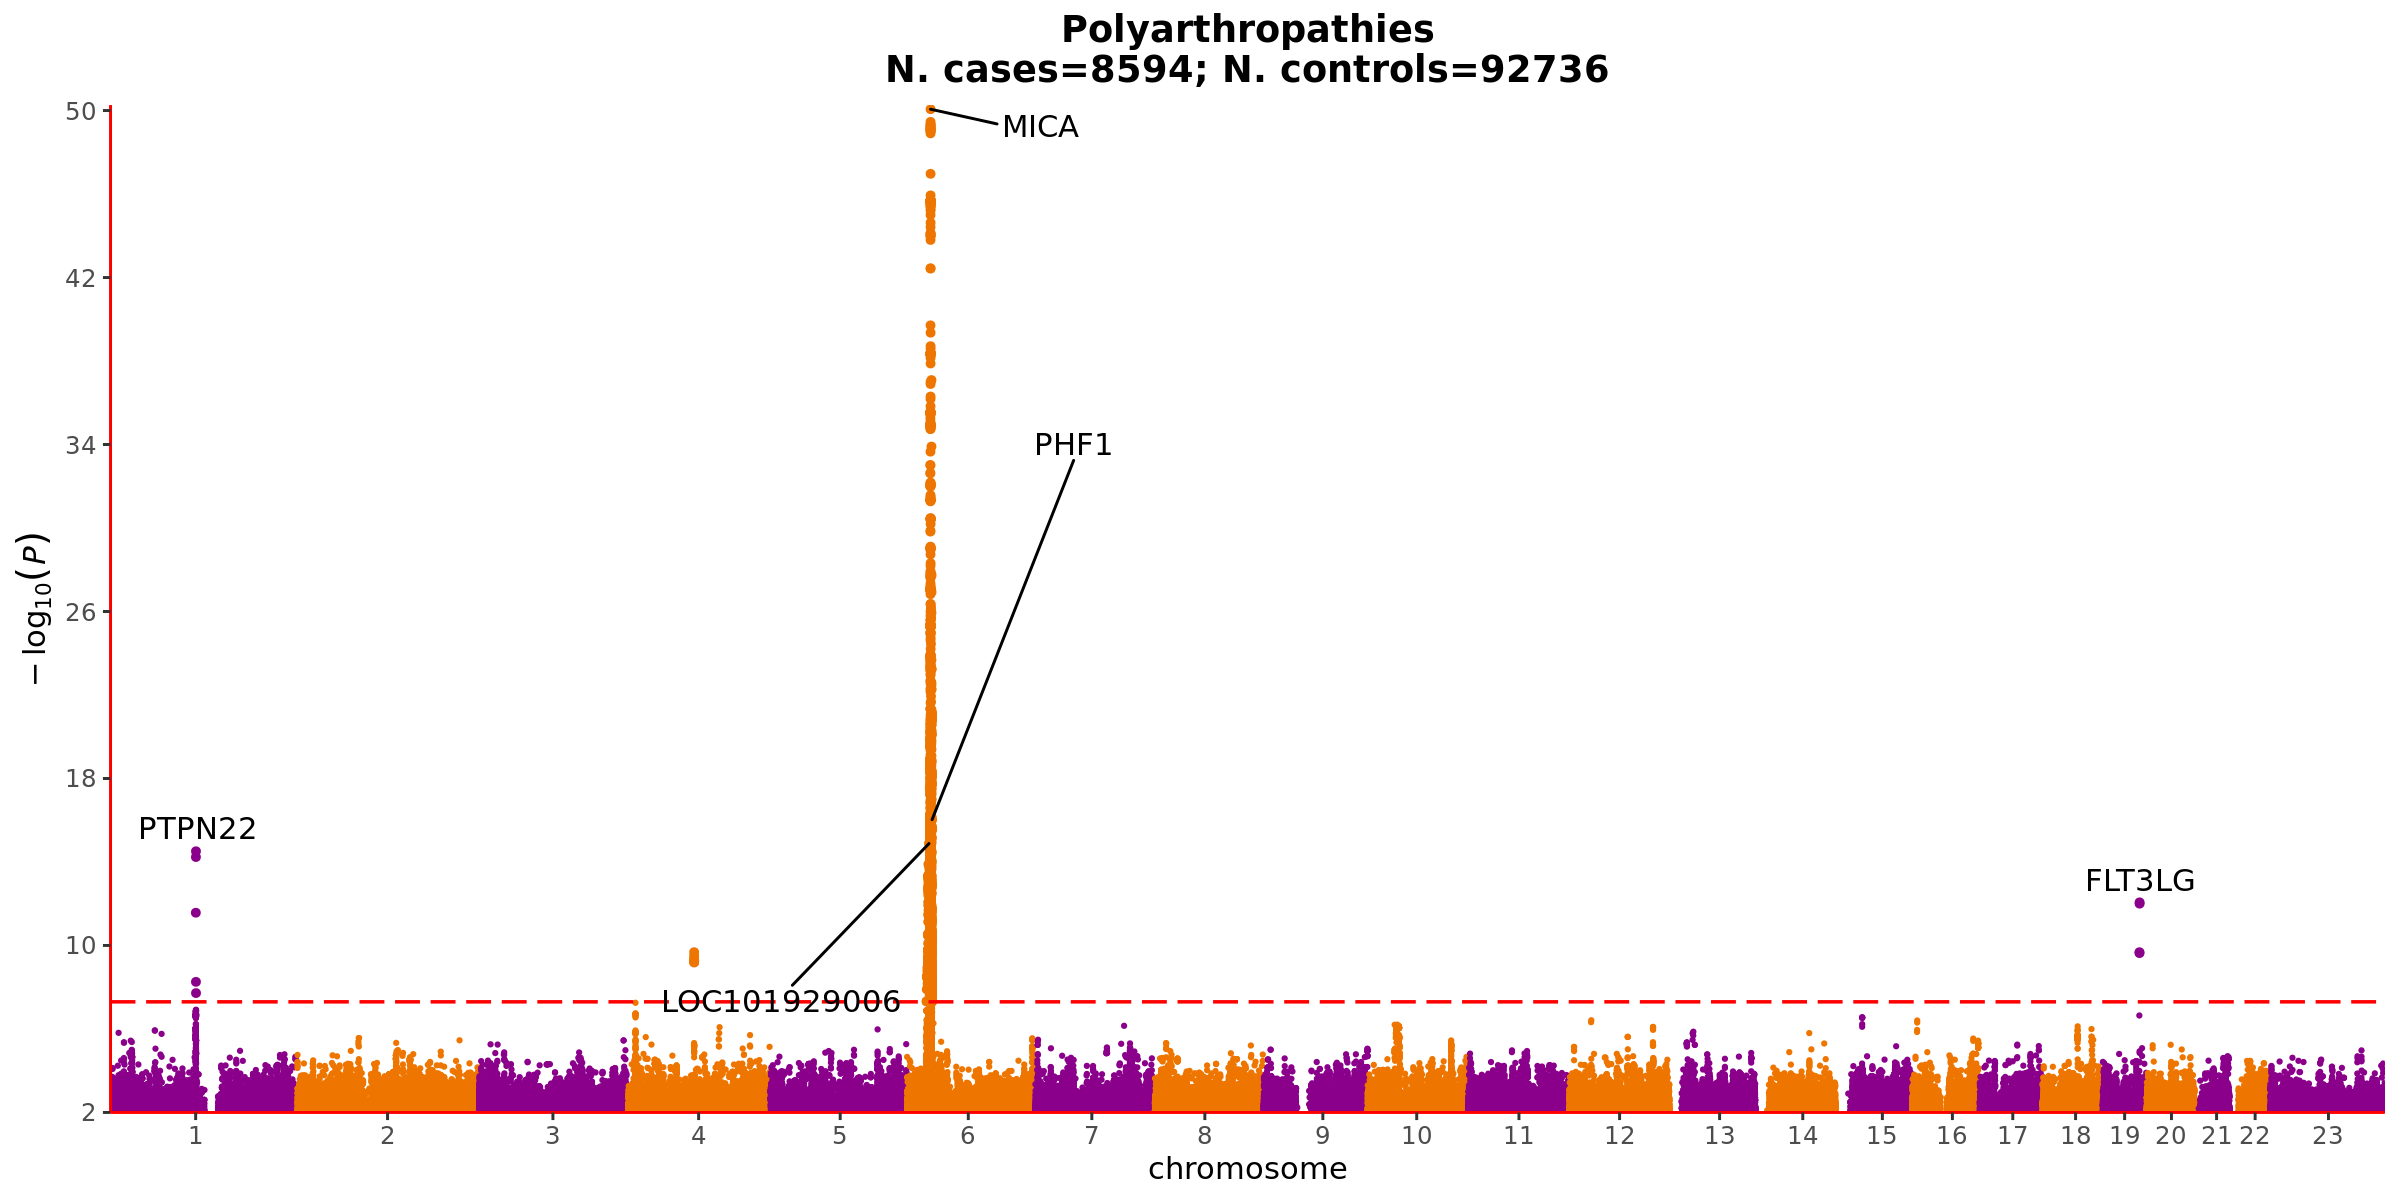 Polyarthropathies
N. cases=8594; N. controls=92736
50
MICA
42
PHF1
34
26
− log10(P)
18
PTPN22
FLT3LG
10
LOC101929006
2
1 2 3 4 5 6 7 8 9 10 11 12 13 14 15 16 17 18 19 20 21 22 23
chromosome